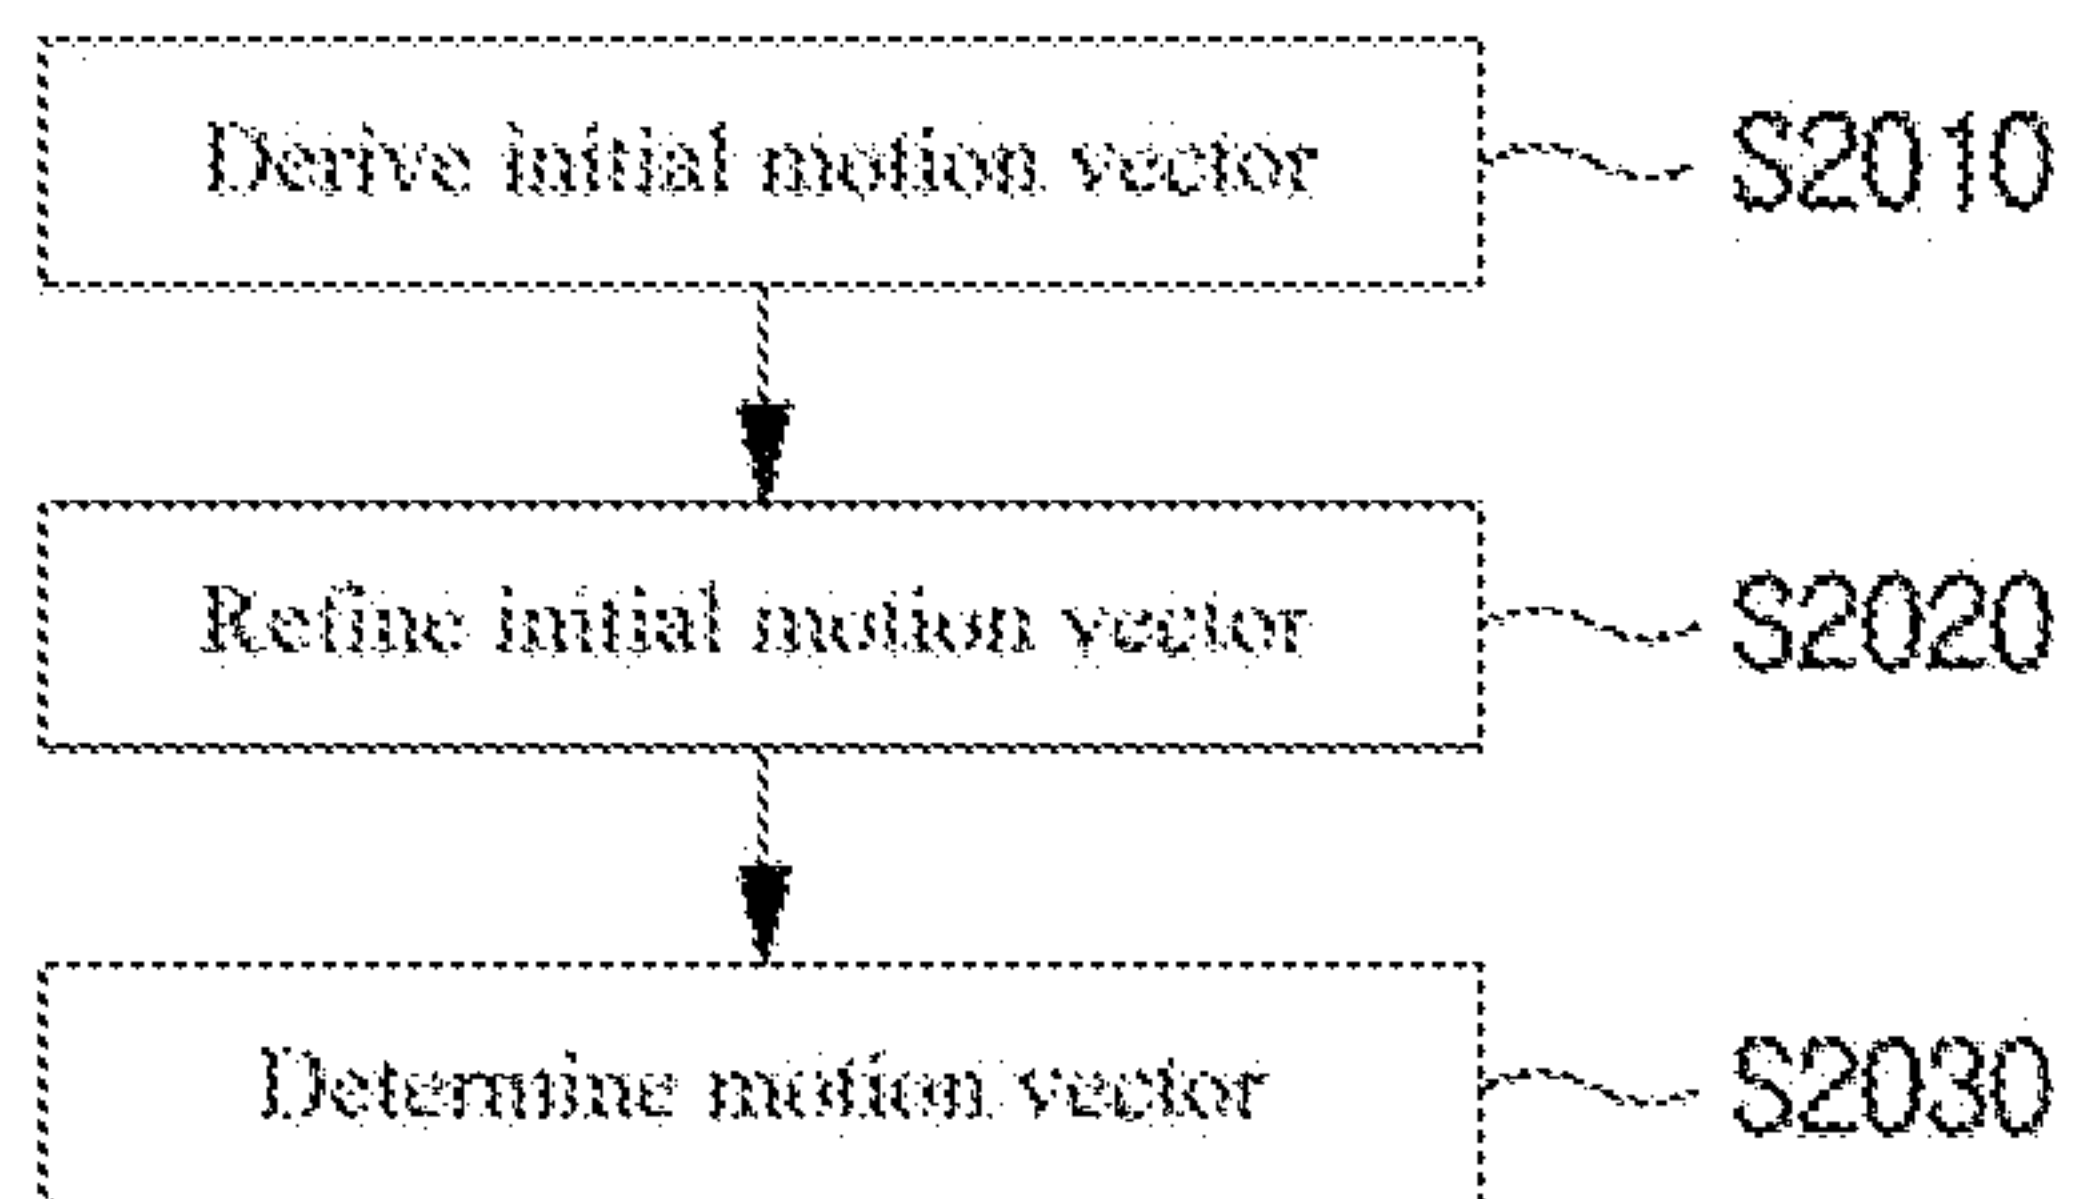 Derive initial motion vector S2010
Refine initial motion vector S2020
Determine motion vector S2030